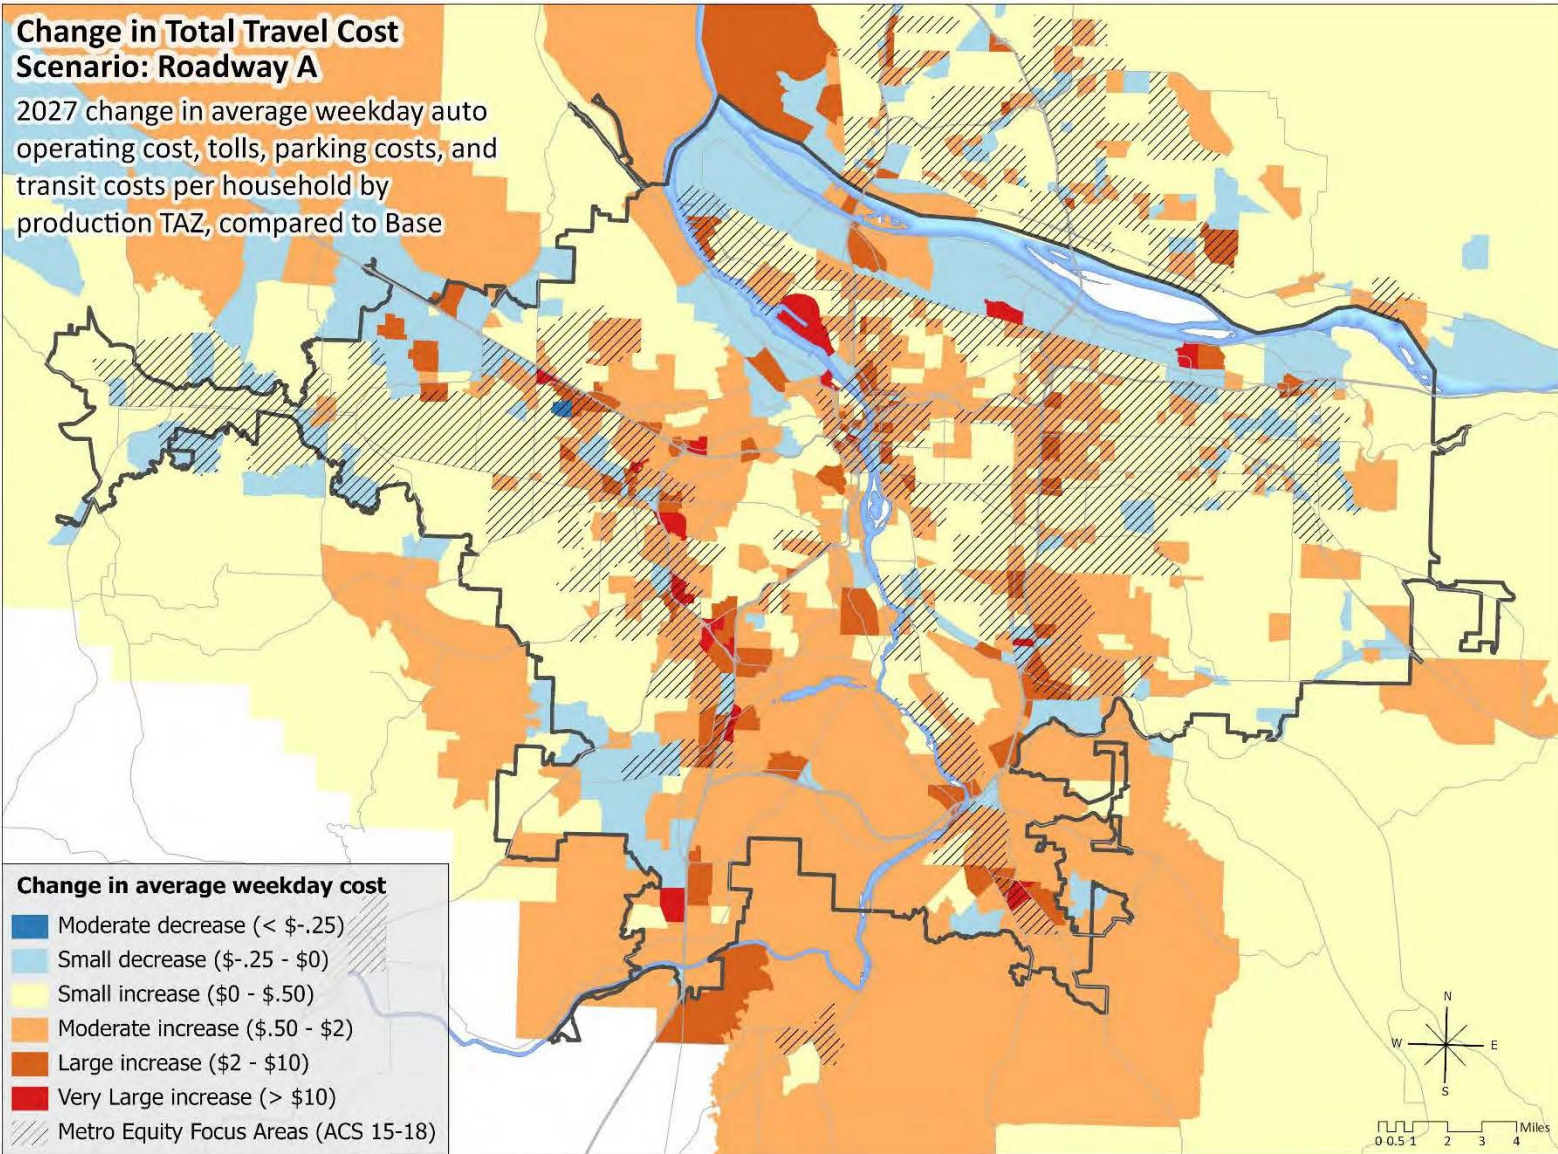 Change in Total Travel Cost
Scenario: Roadway A
2027 change in average weekday auto
operating cost, tolls, parking costs, and
transit costs per household by
production TAZ, compared to Base
Change in average weekday cost
Moderate decrease (< $-.25)
Small decrease ($-.25 - $0)
Small increase ($0 - $.50)
Moderate increase ($.50 - $2)
Large increase ($2 - $10)
Very Large increase (> $10)
Metro Equity Focus Areas (ACS 15-18)
N
W E
S
Miles
0 0.5 1 2 3 4